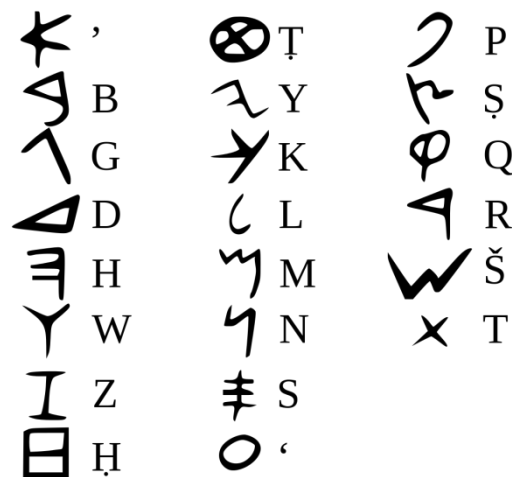 𐤀 ’
𐤁 B
𐤂 G
𐤃 D
𐤄 H
𐤅 W
𐤆 Z
𐤇 Ḥ
𐤈 Ṭ
𐤉 Y
𐤊 K
𐤋 L
𐤌 M
𐤍 N
𐤎 S
𐤏 ‘
𐤐 P
𐤑 Ṣ
𐤒 Q
𐤓 R
𐤔 Š
𐤕 T